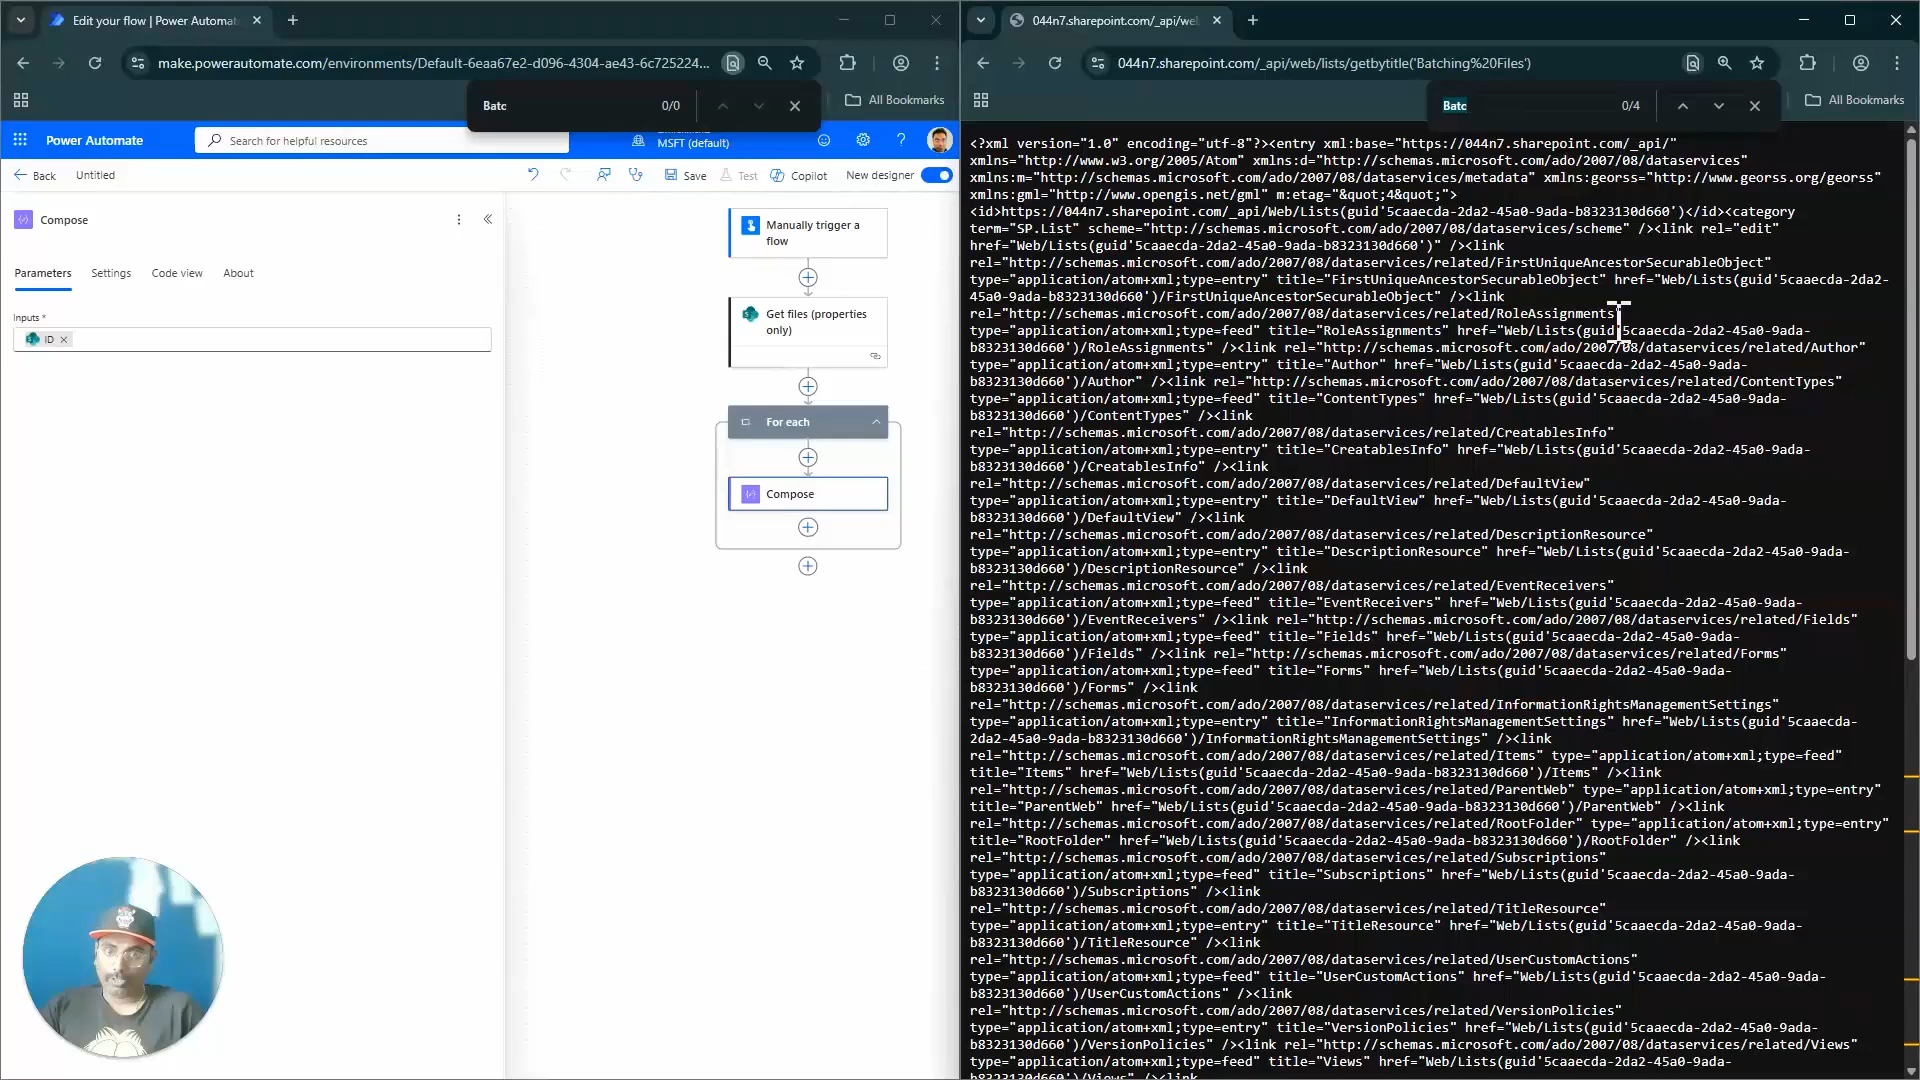 Edit your flow | Power Automat
make.powerautomate.com/environments/Default-6eaa67e2-d096-4304-ae43-6c725224...
Batc 0/0
All Bookmarks
Power Automate
Search for helpful resources
MSFT (default)
Back Untitled
Save Test Copilot New designer
Compose
Parameters Settings Code view About
Inputs *
ID
Manually trigger a
flow
Get files (properties
only)
For each
Compose
044n7.sharepoint.com/_api/we
044n7.sharepoint.com/_api/web/lists/getbytitle('Batching%20Files')
Batc 0/4
All Bookmarks
<?xml version="1.0" encoding="utf-8"?><entry xml:base="https://044n7.sharepoint.com/_api/"
xmlns="http://www.w3.org/2005/Atom" xmlns:d="http://schemas.microsoft.com/ado/2007/08/dataservices"
xmlns:m="http://schemas.microsoft.com/ado/2007/08/dataservices/metadata" xmlns:georss="http://www.georss.org/georss"
xmlns:gml="http://www.opengis.net/gml" m:etag="&quot;4&quot;">
<id>https://044n7.sharepoint.com/_api/Web/Lists(guid'5caaecda-2da2-45a0-9ada-b8323130d660')</id><category
term="SP.List" scheme="http://schemas.microsoft.com/ado/2007/08/dataservices/scheme" /><link rel="edit"
href="Web/Lists(guid'5caaecda-2da2-45a0-9ada-b8323130d660')" /><link
rel="http://schemas.microsoft.com/ado/2007/08/dataservices/related/FirstUniqueAncestorSecurableObject"
type="application/atom+xml;type=entry" title="FirstUniqueAncestorSecurableObject" href="Web/Lists(guid'5caaecda-2da2-
45a0-9ada-b8323130d660')/FirstUniqueAncestorSecurableObject" /><link
rel="http://schemas.microsoft.com/ado/2007/08/dataservices/related/RoleAssignments"
type="application/atom+xml;type=feed" title="RoleAssignments" href="Web/Lists(guid'5caaecda-2da2-45a0-9ada-
b8323130d660')/RoleAssignments" /><link rel="http://schemas.microsoft.com/ado/2007/08/dataservices/related/Author"
type="application/atom+xml;type=entry" title="Author" href="Web/Lists(guid'5caaecda-2da2-45a0-9ada-
b8323130d660')/Author" /><link rel="http://schemas.microsoft.com/ado/2007/08/dataservices/related/ContentTypes"
type="application/atom+xml;type=feed" title="ContentTypes" href="Web/Lists(guid'5caaecda-2da2-45a0-9ada-
b8323130d660')/ContentTypes" /><link
rel="http://schemas.microsoft.com/ado/2007/08/dataservices/related/CreatablesInfo"
type="application/atom+xml;type=entry" title="CreatablesInfo" href="Web/Lists(guid'5caaecda-2da2-45a0-9ada-
b8323130d660')/CreatablesInfo" /><link
rel="http://schemas.microsoft.com/ado/2007/08/dataservices/related/DefaultView"
type="application/atom+xml;type=entry" title="DefaultView" href="Web/Lists(guid'5caaecda-2da2-45a0-9ada-
b8323130d660')/DefaultView" /><link
rel="http://schemas.microsoft.com/ado/2007/08/dataservices/related/DescriptionResource"
type="application/atom+xml;type=entry" title="DescriptionResource" href="Web/Lists(guid'5caaecda-2da2-45a0-9ada-
b8323130d660')/DescriptionResource" /><link
rel="http://schemas.microsoft.com/ado/2007/08/dataservices/related/EventReceivers"
type="application/atom+xml;type=feed" title="EventReceivers" href="Web/Lists(guid'5caaecda-2da2-45a0-9ada-
b8323130d660')/EventReceivers" /><link rel="http://schemas.microsoft.com/ado/2007/08/dataservices/related/Fields"
type="application/atom+xml;type=feed" title="Fields" href="Web/Lists(guid'5caaecda-2da2-45a0-9ada-
b8323130d660')/Fields" /><link rel="http://schemas.microsoft.com/ado/2007/08/dataservices/related/Forms"
type="application/atom+xml;type=feed" title="Forms" href="Web/Lists(guid'5caaecda-2da2-45a0-9ada-
b8323130d660')/Forms" /><link
rel="http://schemas.microsoft.com/ado/2007/08/dataservices/related/InformationRightsManagementSettings"
type="application/atom+xml;type=entry" title="InformationRightsManagementSettings" href="Web/Lists(guid'5caaecda-
2da2-45a0-9ada-b8323130d660')/InformationRightsManagementSettings" /><link
rel="http://schemas.microsoft.com/ado/2007/08/dataservices/related/Items" type="application/atom+xml;type=feed"
title="Items" href="Web/Lists(guid'5caaecda-2da2-45a0-9ada-b8323130d660')/Items" /><link
rel="http://schemas.microsoft.com/ado/2007/08/dataservices/related/ParentWeb" type="application/atom+xml;type=entry"
title="ParentWeb" href="Web/Lists(guid'5caaecda-2da2-45a0-9ada-b8323130d660')/ParentWeb" /><link
rel="http://schemas.microsoft.com/ado/2007/08/dataservices/related/RootFolder" type="application/atom+xml;type=entry"
title="RootFolder" href="Web/Lists(guid'5caaecda-2da2-45a0-9ada-b8323130d660')/RootFolder" /><link
rel="http://schemas.microsoft.com/ado/2007/08/dataservices/related/Subscriptions"
type="application/atom+xml;type=feed" title="Subscriptions" href="Web/Lists(guid'5caaecda-2da2-45a0-9ada-
b8323130d660')/Subscriptions" /><link
rel="http://schemas.microsoft.com/ado/2007/08/dataservices/related/TitleResource"
type="application/atom+xml;type=entry" title="TitleResource" href="Web/Lists(guid'5caaecda-2da2-45a0-9ada-
b8323130d660')/TitleResource" /><link
rel="http://schemas.microsoft.com/ado/2007/08/dataservices/related/UserCustomActions"
type="application/atom+xml;type=feed" title="UserCustomActions" href="Web/Lists(guid'5caaecda-2da2-45a0-9ada-
b8323130d660')/UserCustomActions" /><link
rel="http://schemas.microsoft.com/ado/2007/08/dataservices/related/VersionPolicies"
type="application/atom+xml;type=entry" title="VersionPolicies" href="Web/Lists(guid'5caaecda-2da2-45a0-9ada-
b8323130d660')/VersionPolicies" /><link rel="http://schemas.microsoft.com/ado/2007/08/dataservices/related/Views"
type="application/atom+xml;type=feed" title="Views" href="Web/Lists(guid'5caaecda-2da2-45a0-9ada-
b8323130d660')/Views" /><link